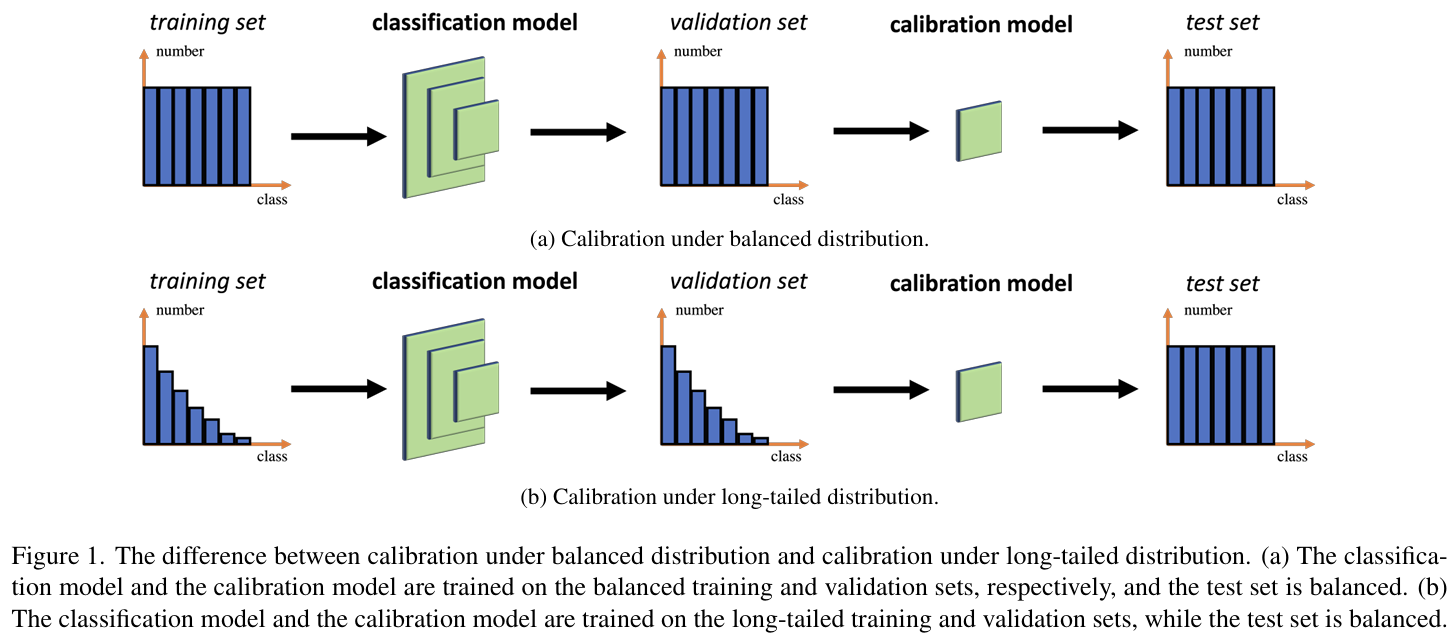 training set classification model validation set calibration model test set
number number number
class class class
(a) Calibration under balanced distribution.
training set classification model validation set calibration model test set
number number number
class class class
(b) Calibration under long-tailed distribution.
Figure 1. The difference between calibration under balanced distribution and calibration under long-tailed distribution. (a) The classifica-
tion model and the calibration model are trained on the balanced training and validation sets, respectively, and the test set is balanced. (b)
The classification model and the calibration model are trained on the long-tailed training and validation sets, while the test set is balanced.